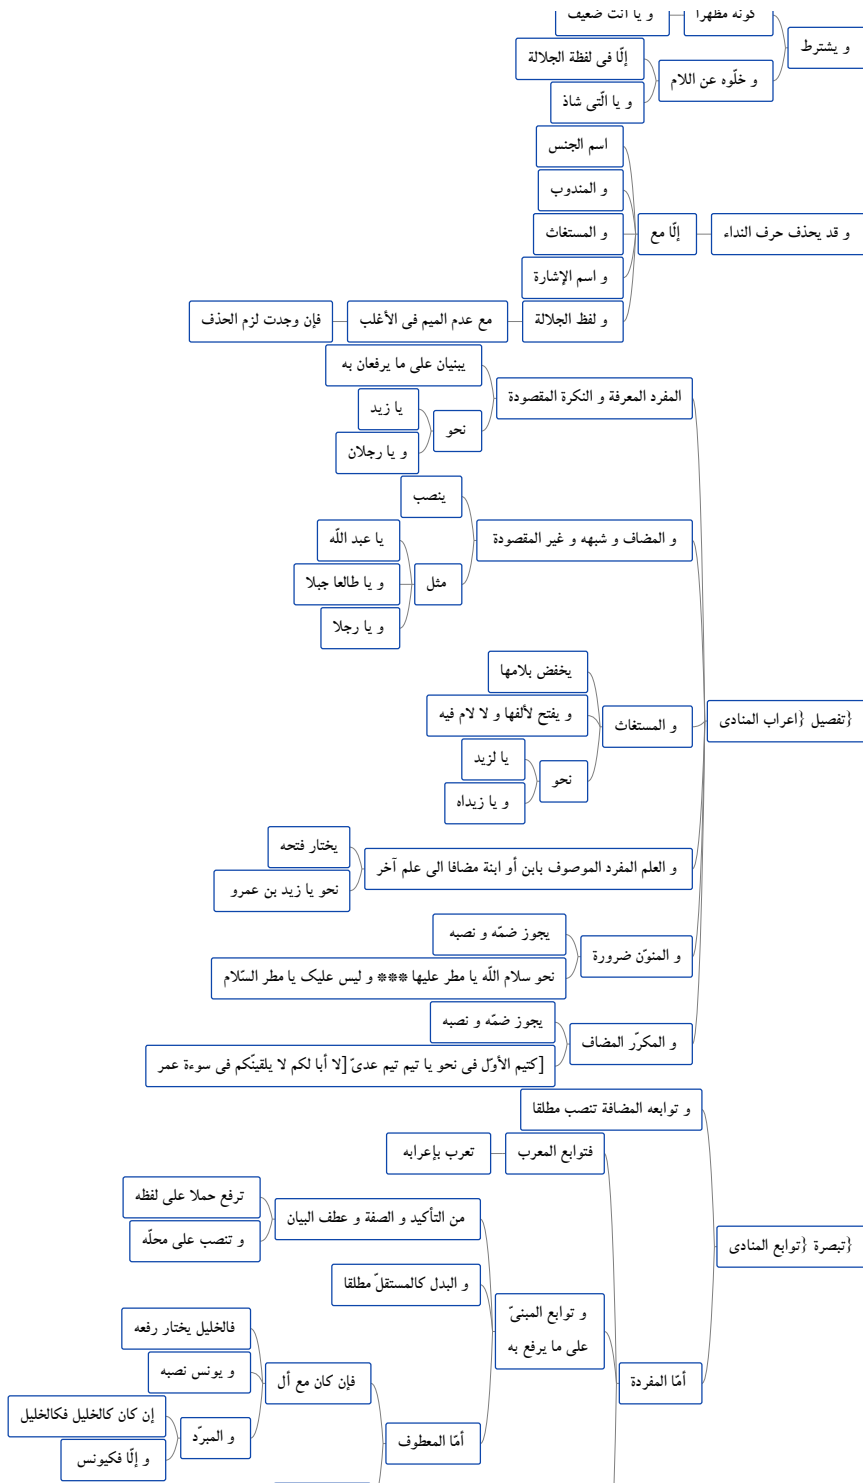 و يشترط
كونه مظهرا
و يا أنت ضعيف
و خلّوه عن اللام
إلّا فى لفظة الجلالة
و يا الّتى شاذ
و قد يحذف حرف النداء
إلّا مع
اسم الجنس
و المندوب
و المستغاث
و اسم الإشارة
و لفظ الجلالة
مع عدم الميم فى الأغلب
فإن وجدت لزم الحذف
{تفصيل {اعراب المنادى
المفرد المعرفة و النكرة المقصودة
يبنيان على ما يرفعان به
نحو
يا زيد
و يا رجلان
و المضاف و شبهه و غير المقصودة
ينصب
مثل
يا عبد اللّه
و يا طالعا جبلا
و يا رجلا
و المستغاث
يخفض بلامها
و يفتح لألفها و لا لام فيه
نحو
يا لزيد
و يا زيداه
و العلم المفرد الموصوف بابن أو ابنة مضافا الى علم آخر
يختار فتحه
نحو يا زيد بن عمرو
و المنوّن ضرورة
يجوز ضمّه و نصبه
نحو سلام اللّه يا مطر عليها *** و ليس عليک يا مطر السّلام
و المكرّر المضاف
يجوز ضمّه و نصبه
[كتيم الأوّل فى نحو يا تيم تيم عدىّ [لا أبا لكم لا يلقينّكم فى سوءة عمر
{تبصرة {توابع المنادى
و توابعه المضافة تنصب مطلقا
أمّا المفردة
فتوابع المعرب
تعرب بإعرابه
و توابع المبنىّ
على ما يرفع به
من التأكيد و الصفة و عطف البيان
ترفع حملا على لفظه
و تنصب على محلّه
و البدل كالمستقلّ مطلقا
أمّا المعطوف
فإن كان مع أل
فالخليل يختار رفعه
و يونس نصبه
و المبرّد
إن كان كالخليل فكالخليل
و إلّا فكيونس